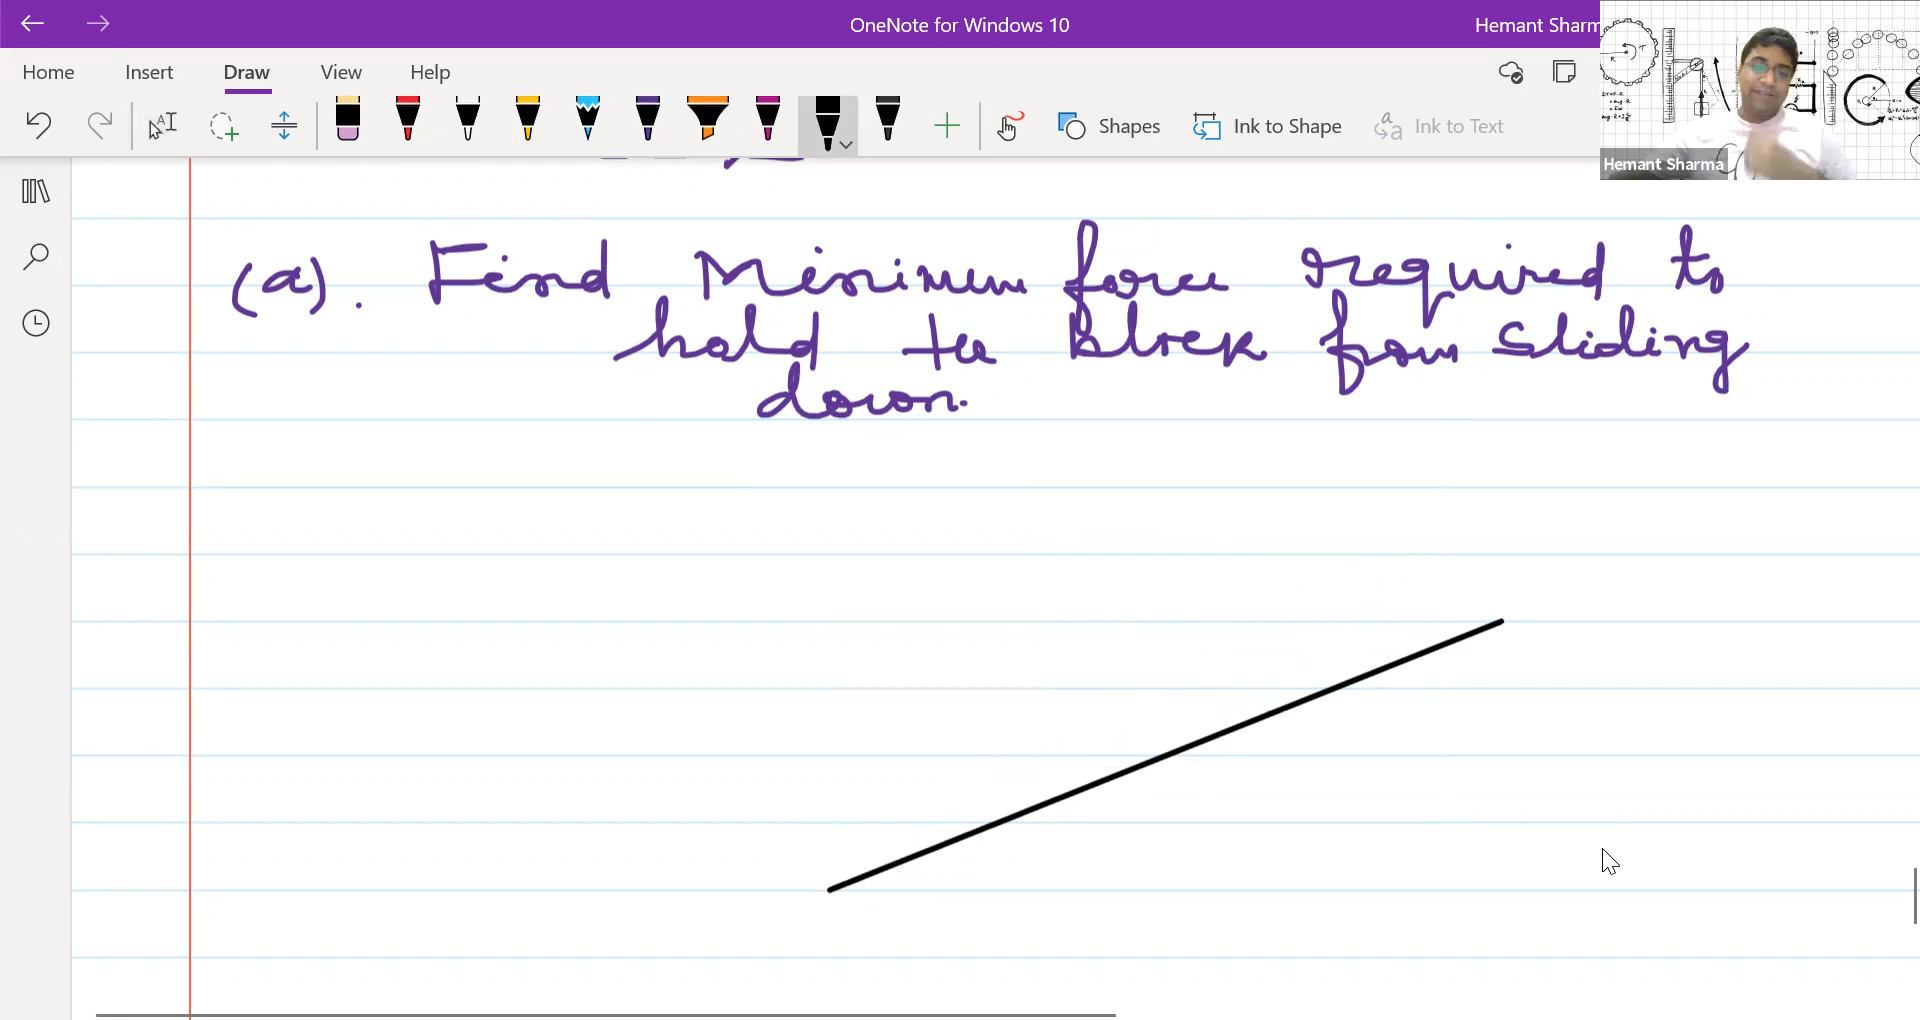 OneNote for Windows 10
Hemant Sharm
Home Insert Draw View Help
Shapes Ink to Shape Ink to Text
Hemant Sharma
(a). Find Minimum force required to
hold the block from sliding
down.